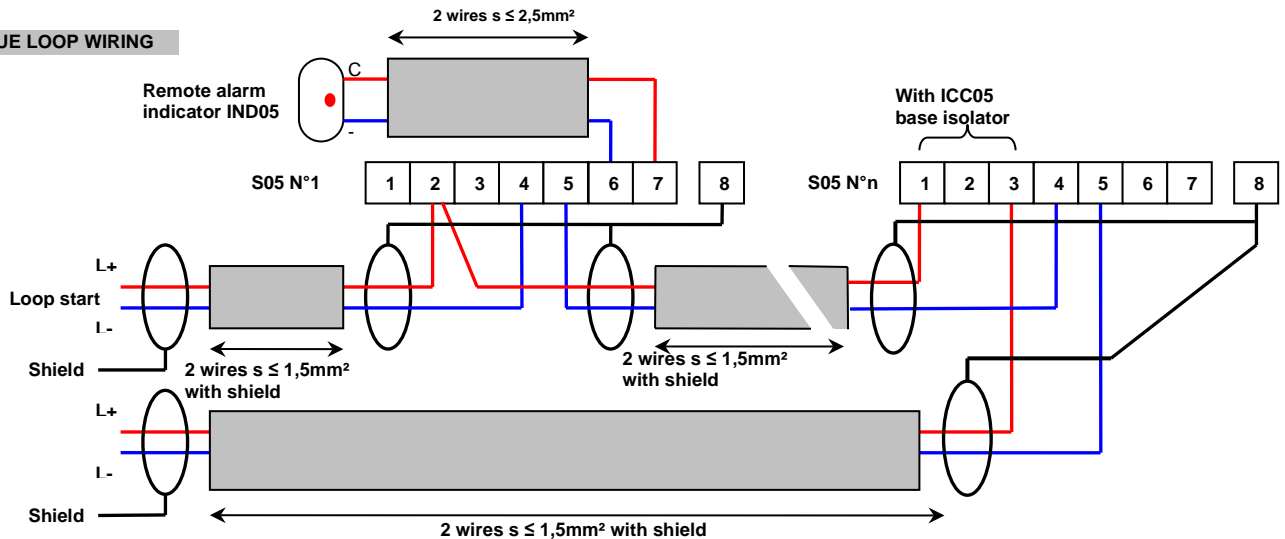 2 wires s ≤ 2,5mm²
UE LOOP WIRING
C
-
Remote alarm
indicator IND05
With ICC05
base isolator
S05 N°1
1 2 3 4 5 6 7 8
S05 N°n
1 2 3 4 5 6 7 8
L+
Loop start
L-
Shield
2 wires s ≤ 1,5mm²
with shield
2 wires s ≤ 1,5mm²
with shield
L+
L-
Shield
2 wires s ≤ 1,5mm² with shield